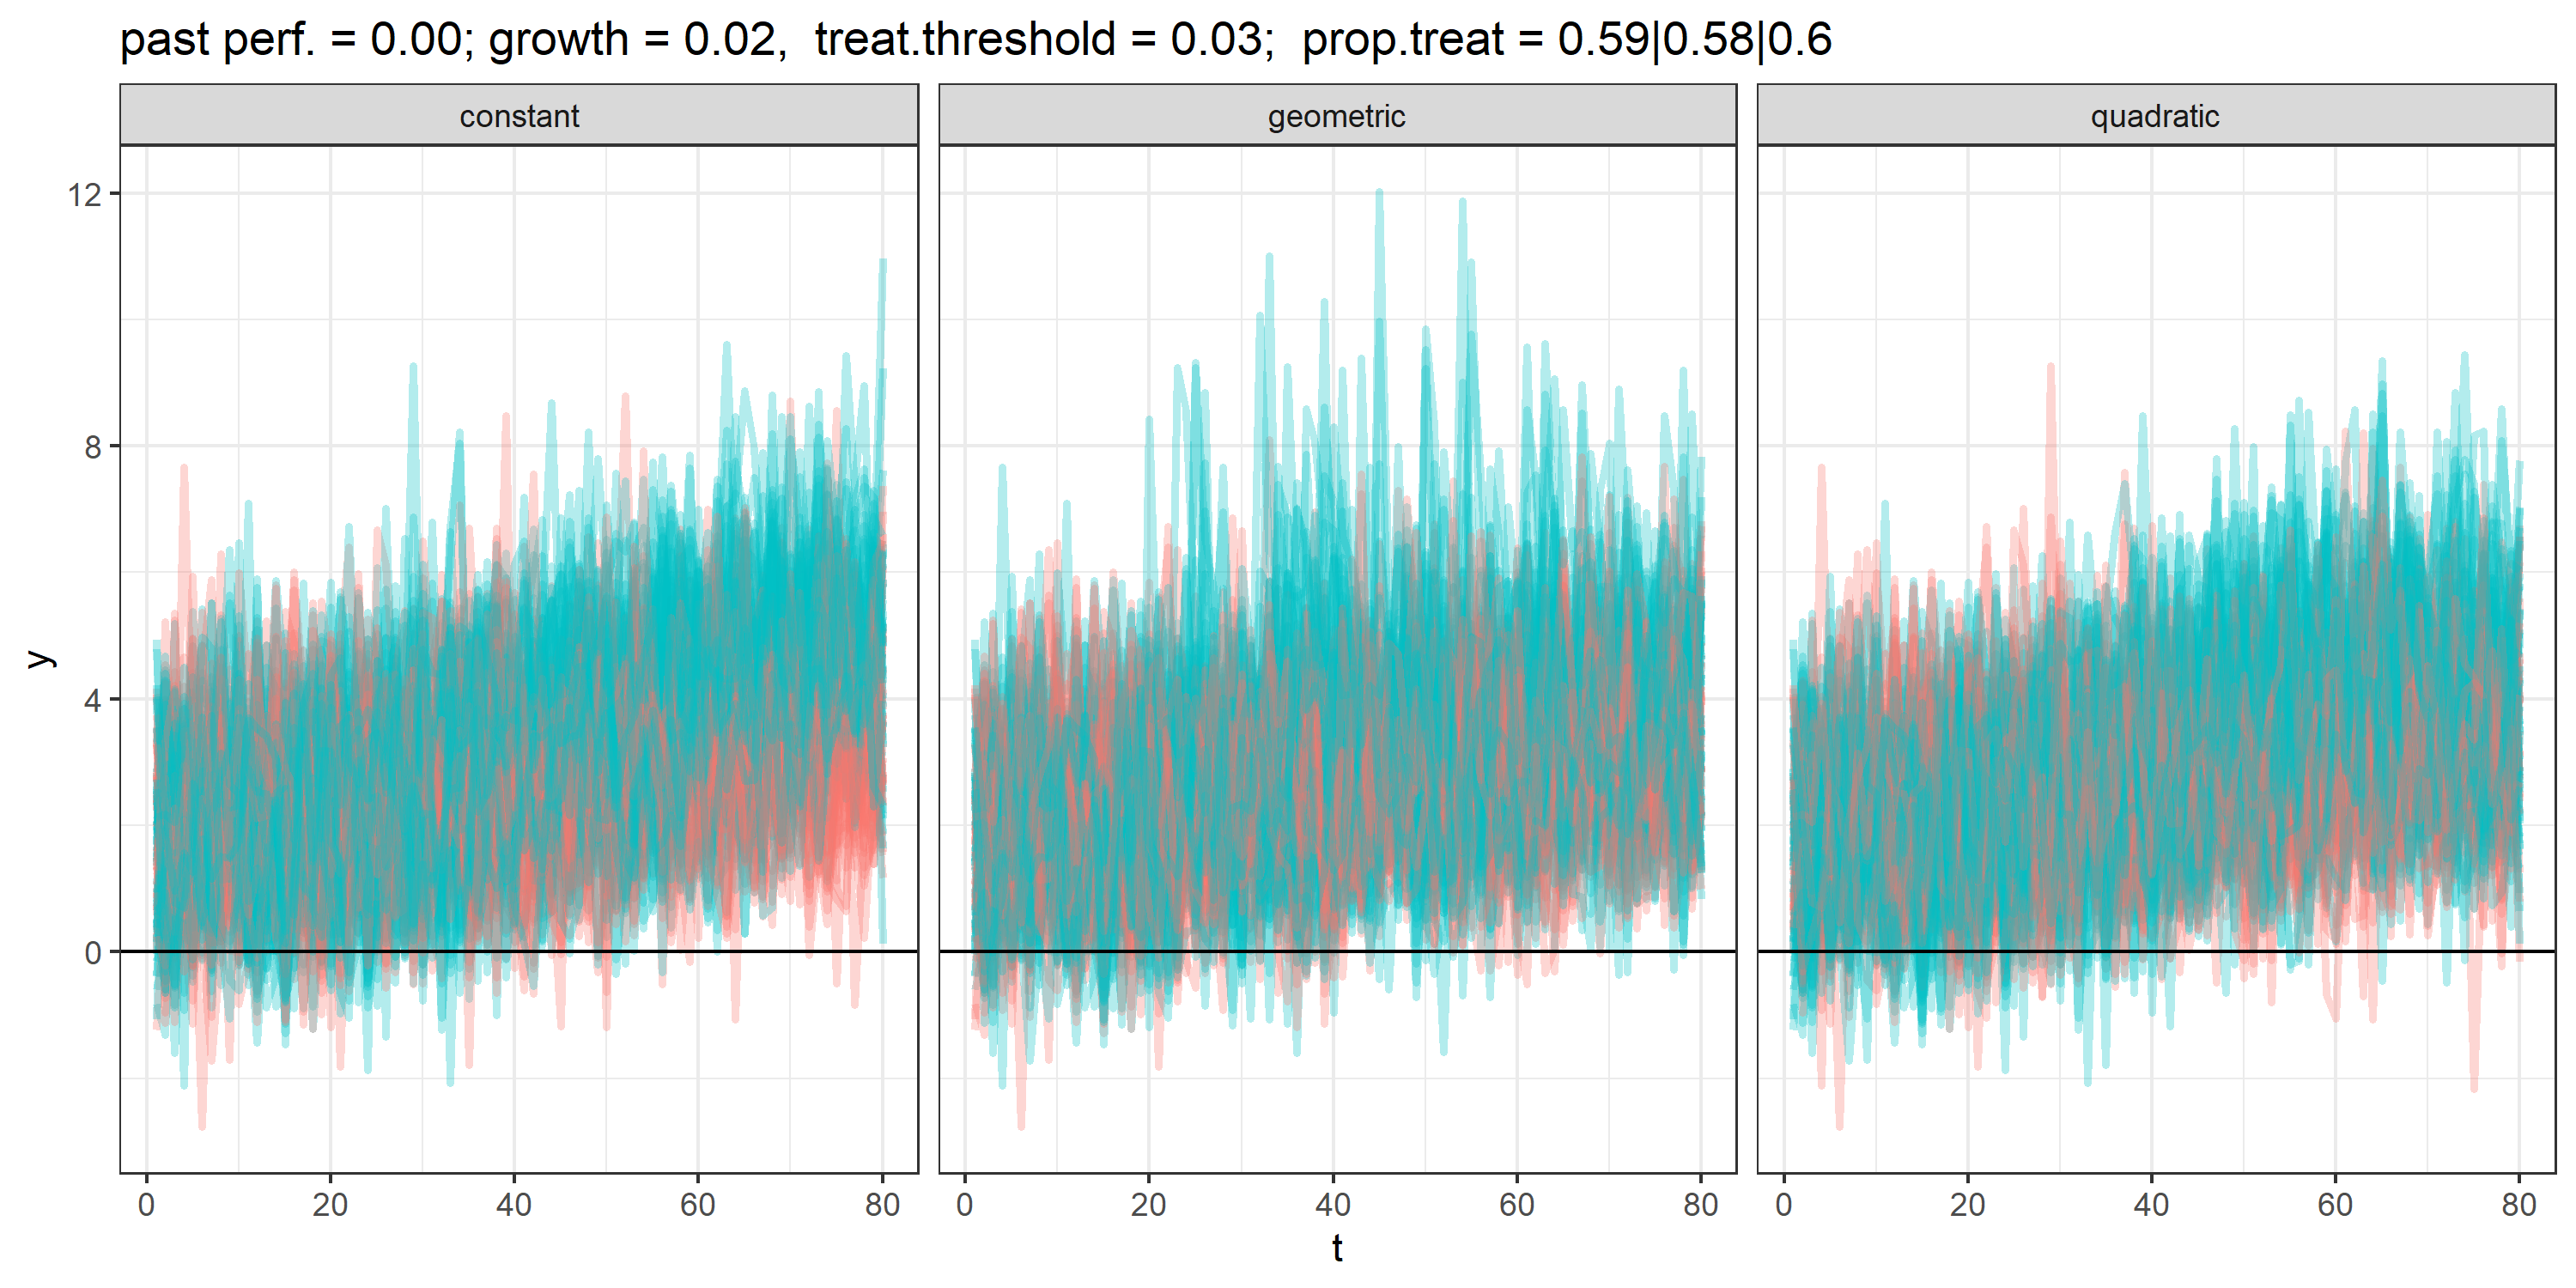 past perf. = 0.00; growth = 0.02,  treat.threshold = 0.03;  prop.treat = 0.59|0.58|0.6
constant geometric quadratic
12
8
4
0
y
0 20 40 60 80 0 20 40 60 80 0 20 40 60 80
t